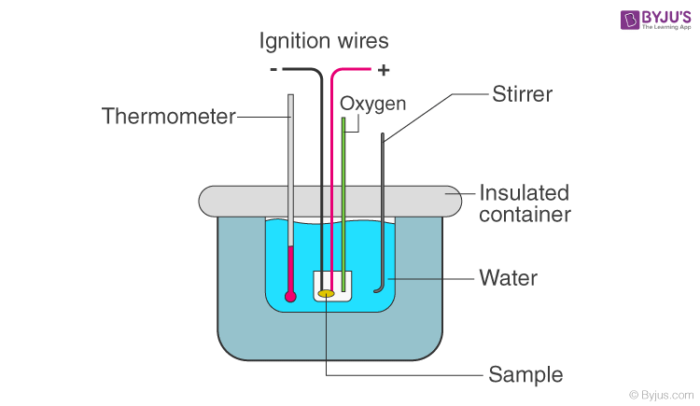 BYJU'S
The Learning App
Ignition wires
- +
Oxygen
Stirrer
Thermometer
Insulated
container
Water
Sample
© Byjus.com